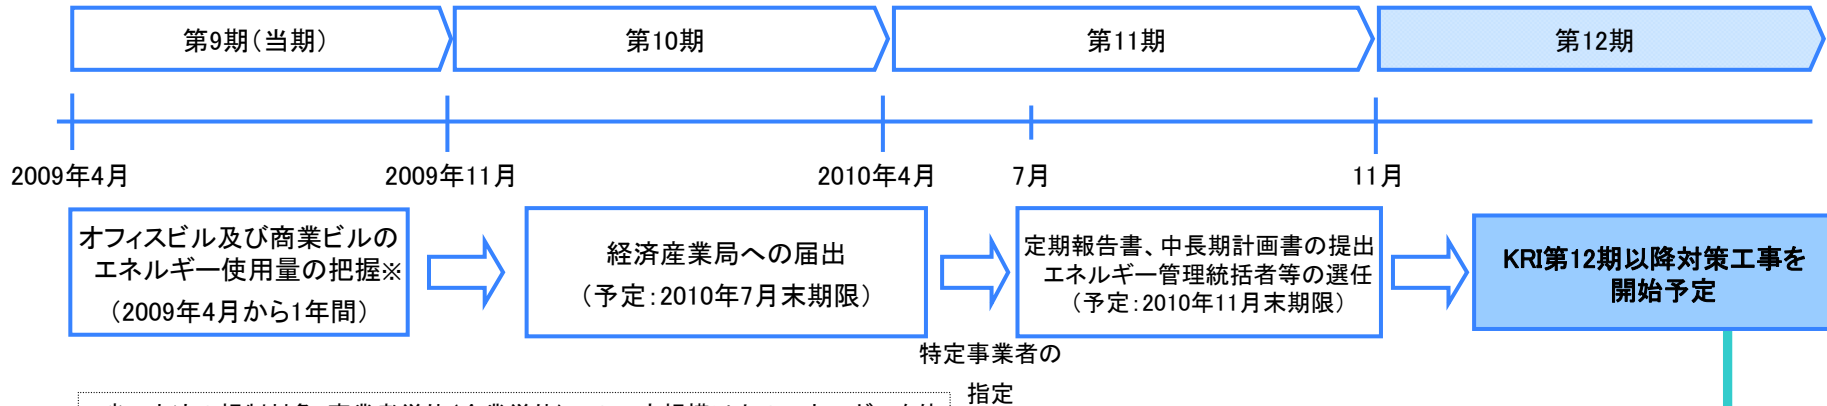 第9期（当期）
第10期
第11期
第12期
2009年4月
2009年11月
2010年4月
7月
11月
オフィスビル及び商業ビルの
エネルギー使用量の把握※
（2009年4月から1年間）
経済産業局への届出
（予定：2010年7月末期限）
定期報告書、中長期計画書の提出
エネルギー管理統括者等の選任
（予定：2010年11月末期限）
KRI第12期以降対策工事を
開始予定
特定事業者の
指定